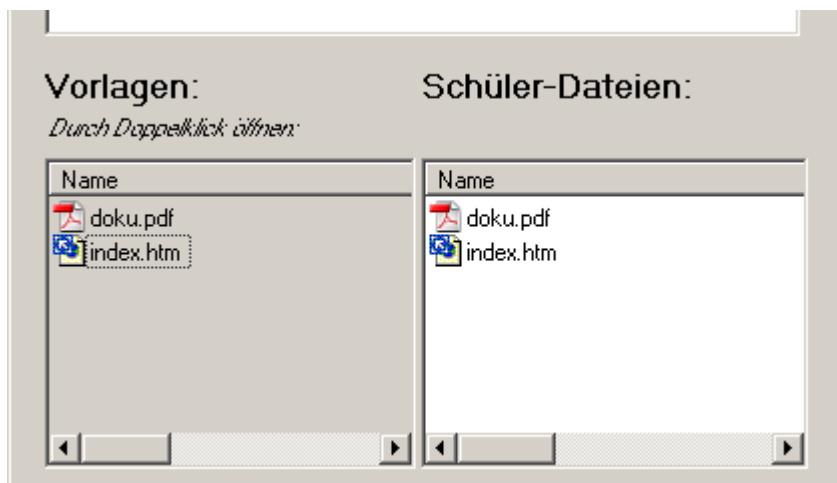 Vorlagen:
Durch Doppelklick öffnen:
Name
doku.pdf
index.htm
Schüler-Dateien:
Name
doku.pdf
index.htm